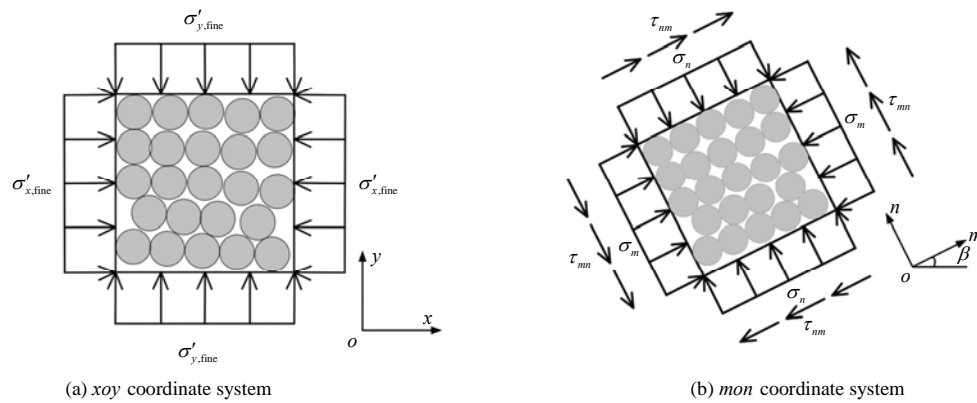 σ′y,fine
σ′x,fine
σ′x,fine
σ′y,fine
y
x
o
(a) xoy coordinate system
τnm
σn
τmn
σm
σm
τmn
σn
τnm
n
m
β
o
(b) mon coordinate system